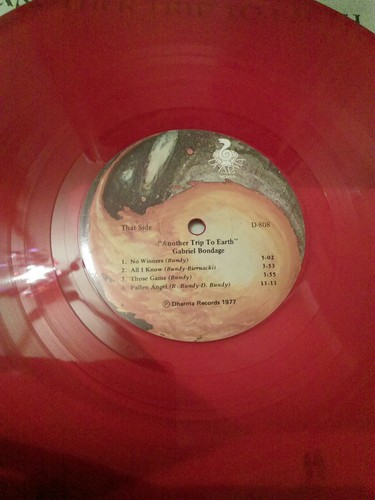 That Side D-808
"Another Trip To Earth"
Gabriel Bondage
1. No Winners (Bundy) 5:02
2. All I Know (Bundy-Biernacki) 3:53
3. Those Game (Bundy) 3:55
4. Fallen Angel (R. Bundy-D. Bundy) 11:11
Ⓟ Dharma Records 1977